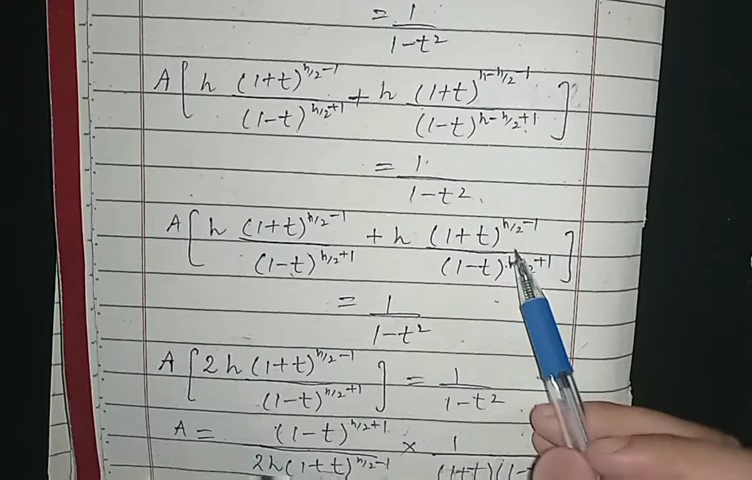 = 1/(1-t²)
A[h (1+t)^(h/2-1)/(1-t)^(h/2+1) + h (1+t)^(h-h/2-1)/(1-t)^(h-h/2+1)]
= 1/(1-t²).
A[h (1+t)^(h/2-1)/(1-t)^(h/2+1) + h (1+t)^(h/2-1)/(1-t)^(h/2+1)]
= 1/(1-t²)
A[2h(1+t)^(h/2-1)/(1-t)^(h/2+1)] = 1/(1-t²)
A = (1-t)^(h/2+1)/2h(1+t)^(h/2-1) × 1/(1+t)(1-